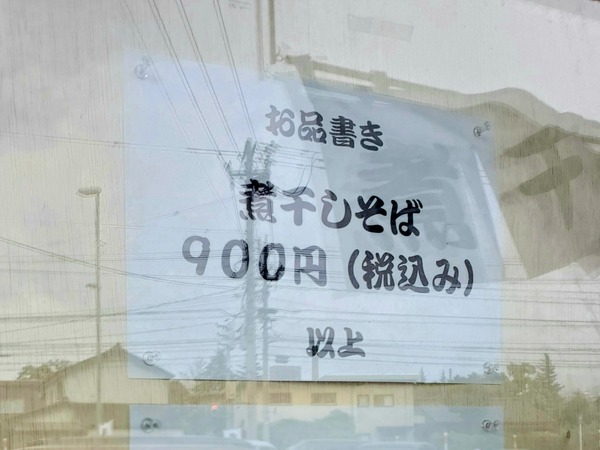 お品書き
煮干しそば
900円(税込み)
以上